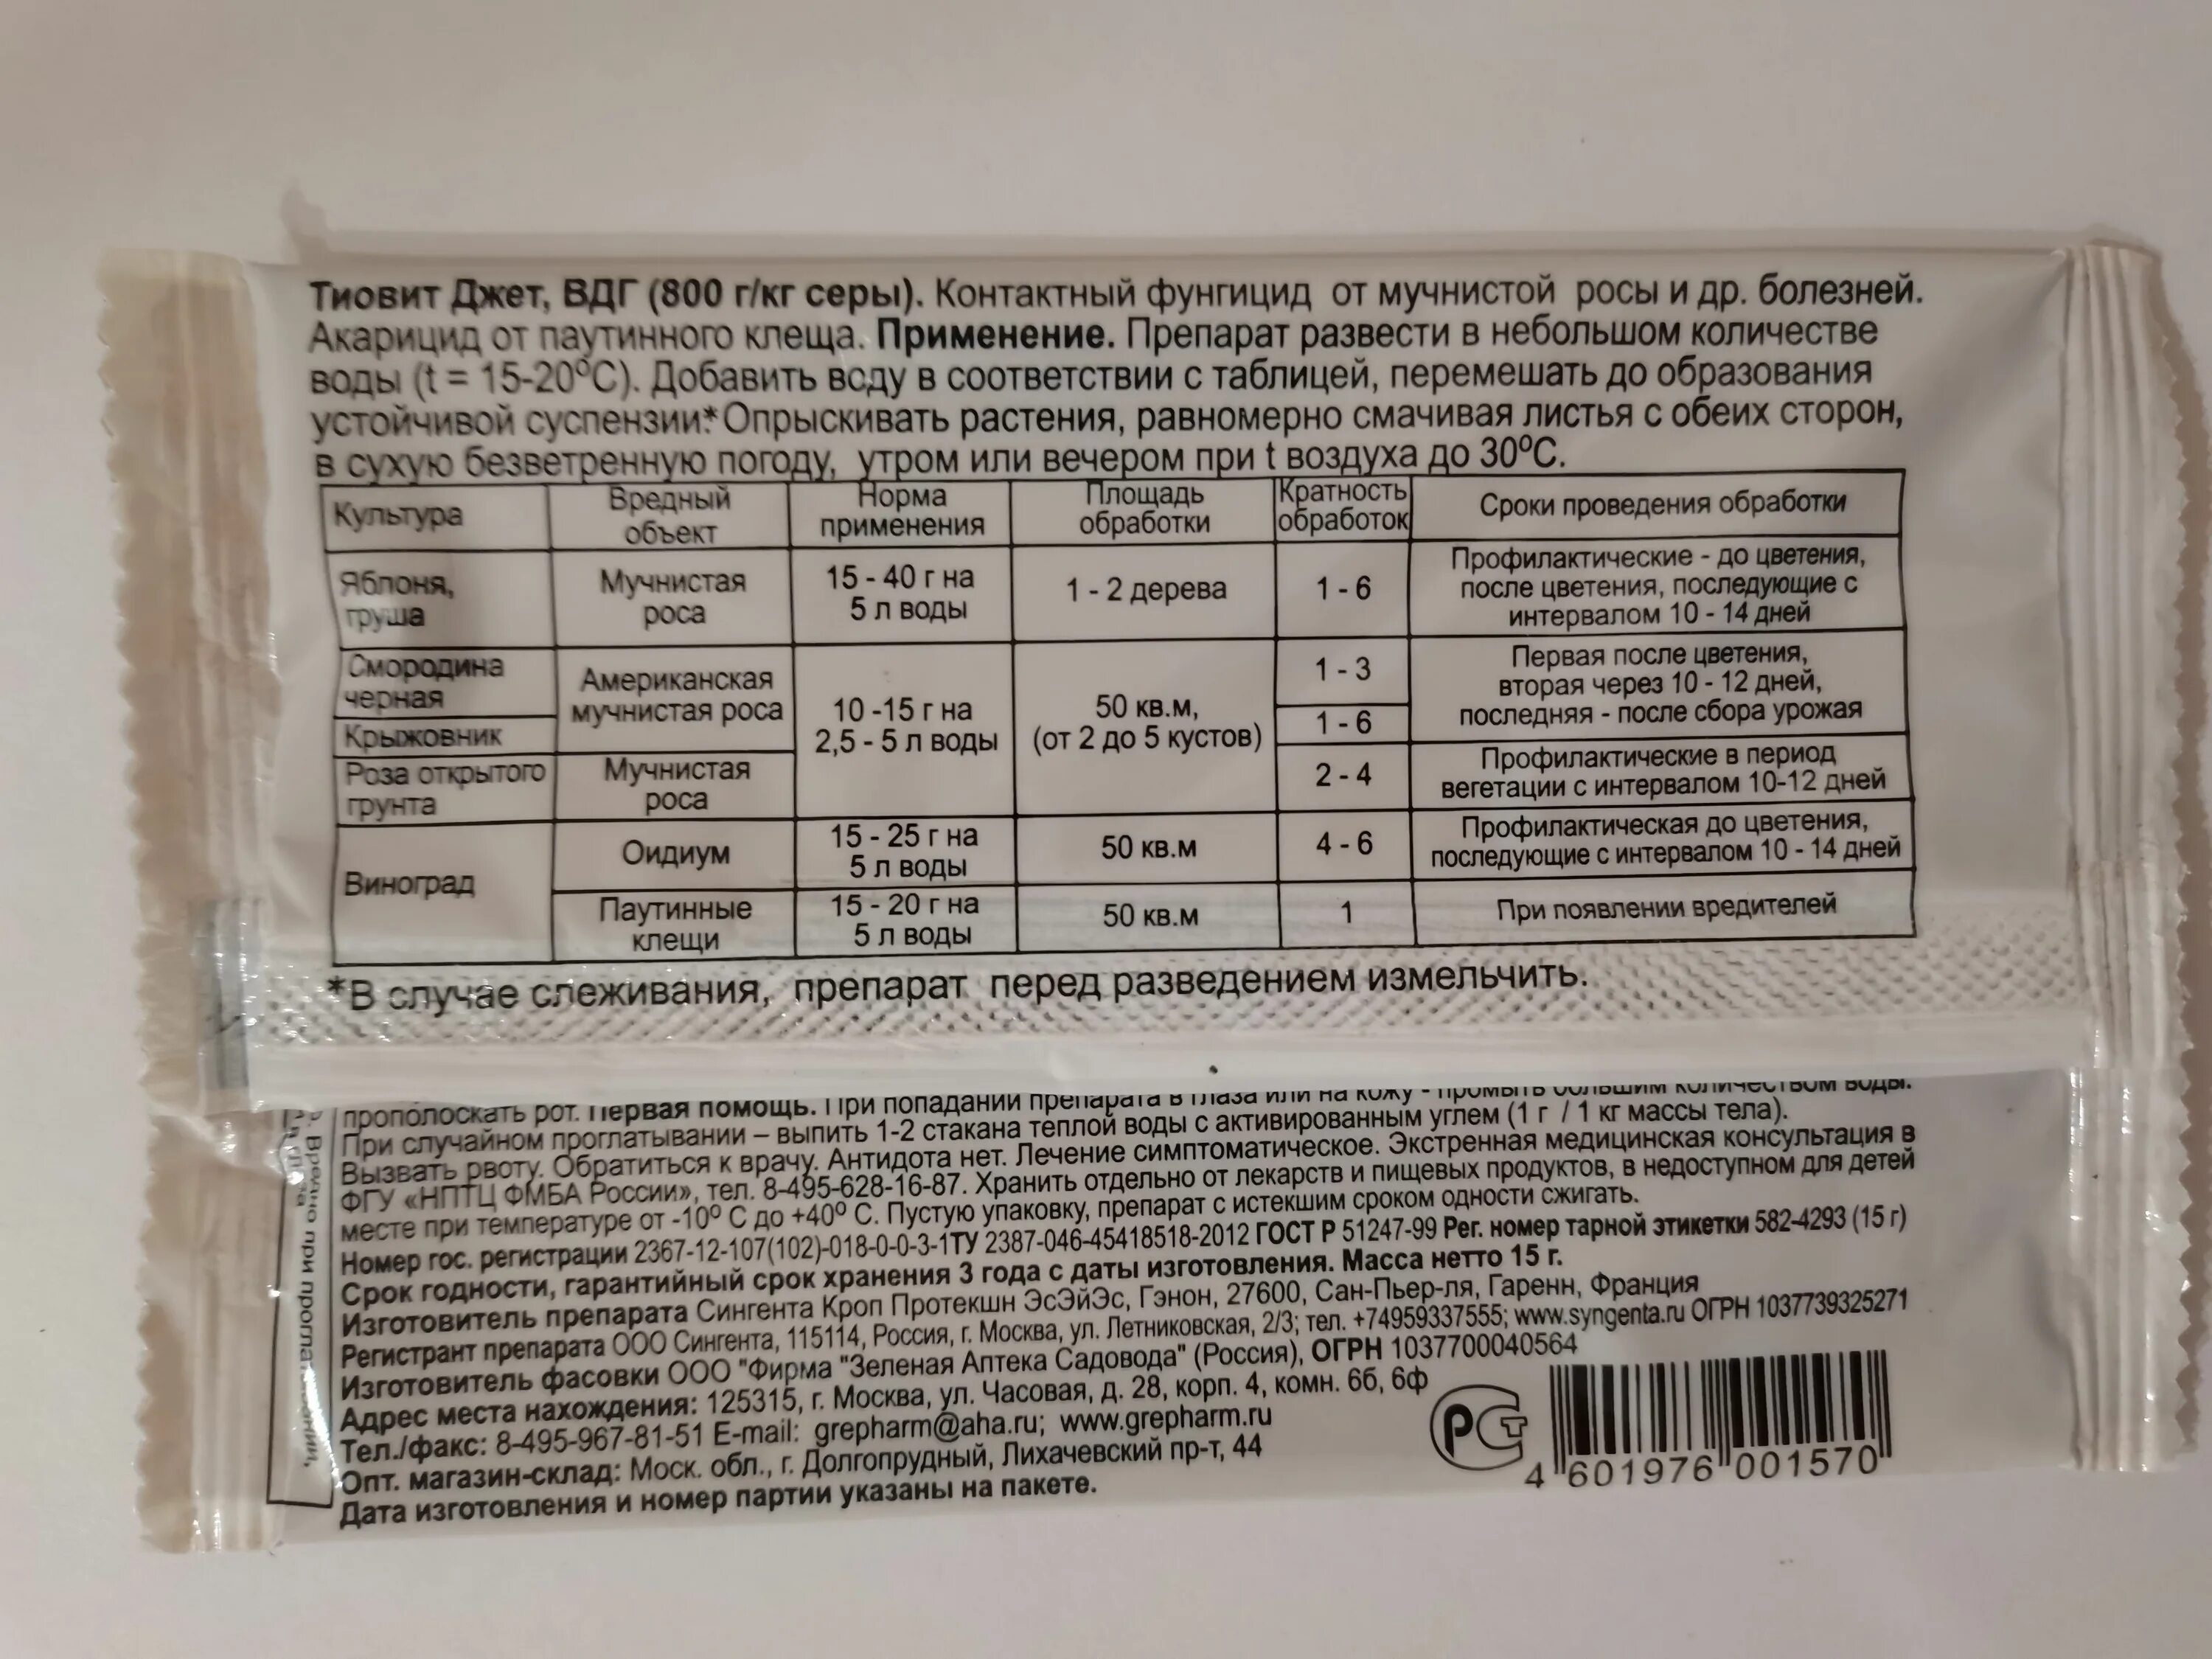 Тиовит Джет, ВДГ (800 г/кг серы). Контактный фунгицид от мучнистой росы и др. болезней.
Акарицид от паутинного клеща. Применение. Препарат развести в небольшом количестве
воды (t = 15-20⁰С). Добавить воду в соответствии с таблицей, перемешать до образования
устойчивой суспензии.* Опрыскивать растения, равномерно смачивая листья с обеих сторон,
в сухую безветренную погоду, утром или вечером при t воздуха до 30⁰С.
Культура
Вредный
объект
Норма
применения
Площадь
обработки
Кратность
обработок
Сроки проведения обработки
Яблоня,
груша
Мучнистая
роса
15 - 40 г на
5 л воды
1 - 2 дерева
1 - 6
Профилактические - до цветения,
после цветения, последующие с
интервалом 10 - 14 дней
Смородина
черная
Крыжовник
Американская
мучнистая роса
10 -15 г на
2,5 - 5 л воды
50 кв.м,
(от 2 до 5 кустов)
1 - 3
1 - 6
Первая после цветения,
вторая через 10 - 12 дней,
последняя - после сбора урожая
Роза открытого
грунта
Мучнистая
роса
2 - 4
Профилактические в период
вегетации с интервалом 10-12 дней
Виноград
Оидиум
15 - 25 г на
5 л воды
50 кв.м
4 - 6
Профилактическая до цветения,
последующие с интервалом 10 - 14 дней
Паутинные
клещи
15 - 20 г на
5 л воды
50 кв.м
1
При появлении вредителей
*В случае слеживания, препарат перед разведением измельчить.
прополоскать рот. Первая помощь. При попадании препарата в глаза или на кожу - промыть большим количеством воды.
При случайном проглатывании – выпить 1-2 стакана теплой воды с активированным углем (1 г / 1 кг массы тела).
Вызвать рвоту. Обратиться к врачу. Антидота нет. Лечение симптоматическое. Экстренная медицинская консультация в
ФГУ «НПТЦ ФМБА России», тел. 8-495-628-16-87. Хранить отдельно от лекарств и пищевых продуктов, в недоступном для детей
месте при температуре от -10⁰ С до +40⁰ С. Пустую упаковку, препарат с истекшим сроком одности сжигать.
Номер гос. регистрации 2367-12-107(102)-018-0-0-3-1ТУ 2387-046-45418518-2012 ГОСТ Р 51247-99 Рег. номер тарной этикетки 582-4293 (15 г)
Срок годности, гарантийный срок хранения 3 года с даты изготовления. Масса нетто 15 г.
Изготовитель препарата Сингента Кроп Протекшн ЭсЭйЭс, Гэнон, 27600, Сан-Пьер-ля, Гаренн, Франция
Регистрант препарата ООО Сингента, 115114, Россия, г. Москва, ул. Летниковская, 2/3; тел. +74959337555; www.syngenta.ru ОГРН 1037739325271
Изготовитель фасовки ООО "Фирма "Зеленая Аптека Садовода" (Россия), ОГРН 1037700040564
Адрес места нахождения: 125315, г. Москва, ул. Часовая, д. 28, корп. 4, комн. 6б, 6ф
Тел./факс: 8-495-967-81-51 E-mail: grepharm@aha.ru; www.grepharm.ru
Опт. магазин-склад: Моск. обл., г. Долгопрудный, Лихачевский пр-т, 44
Дата изготовления и номер партии указаны на пакете.
РСТ
4 601976 001570